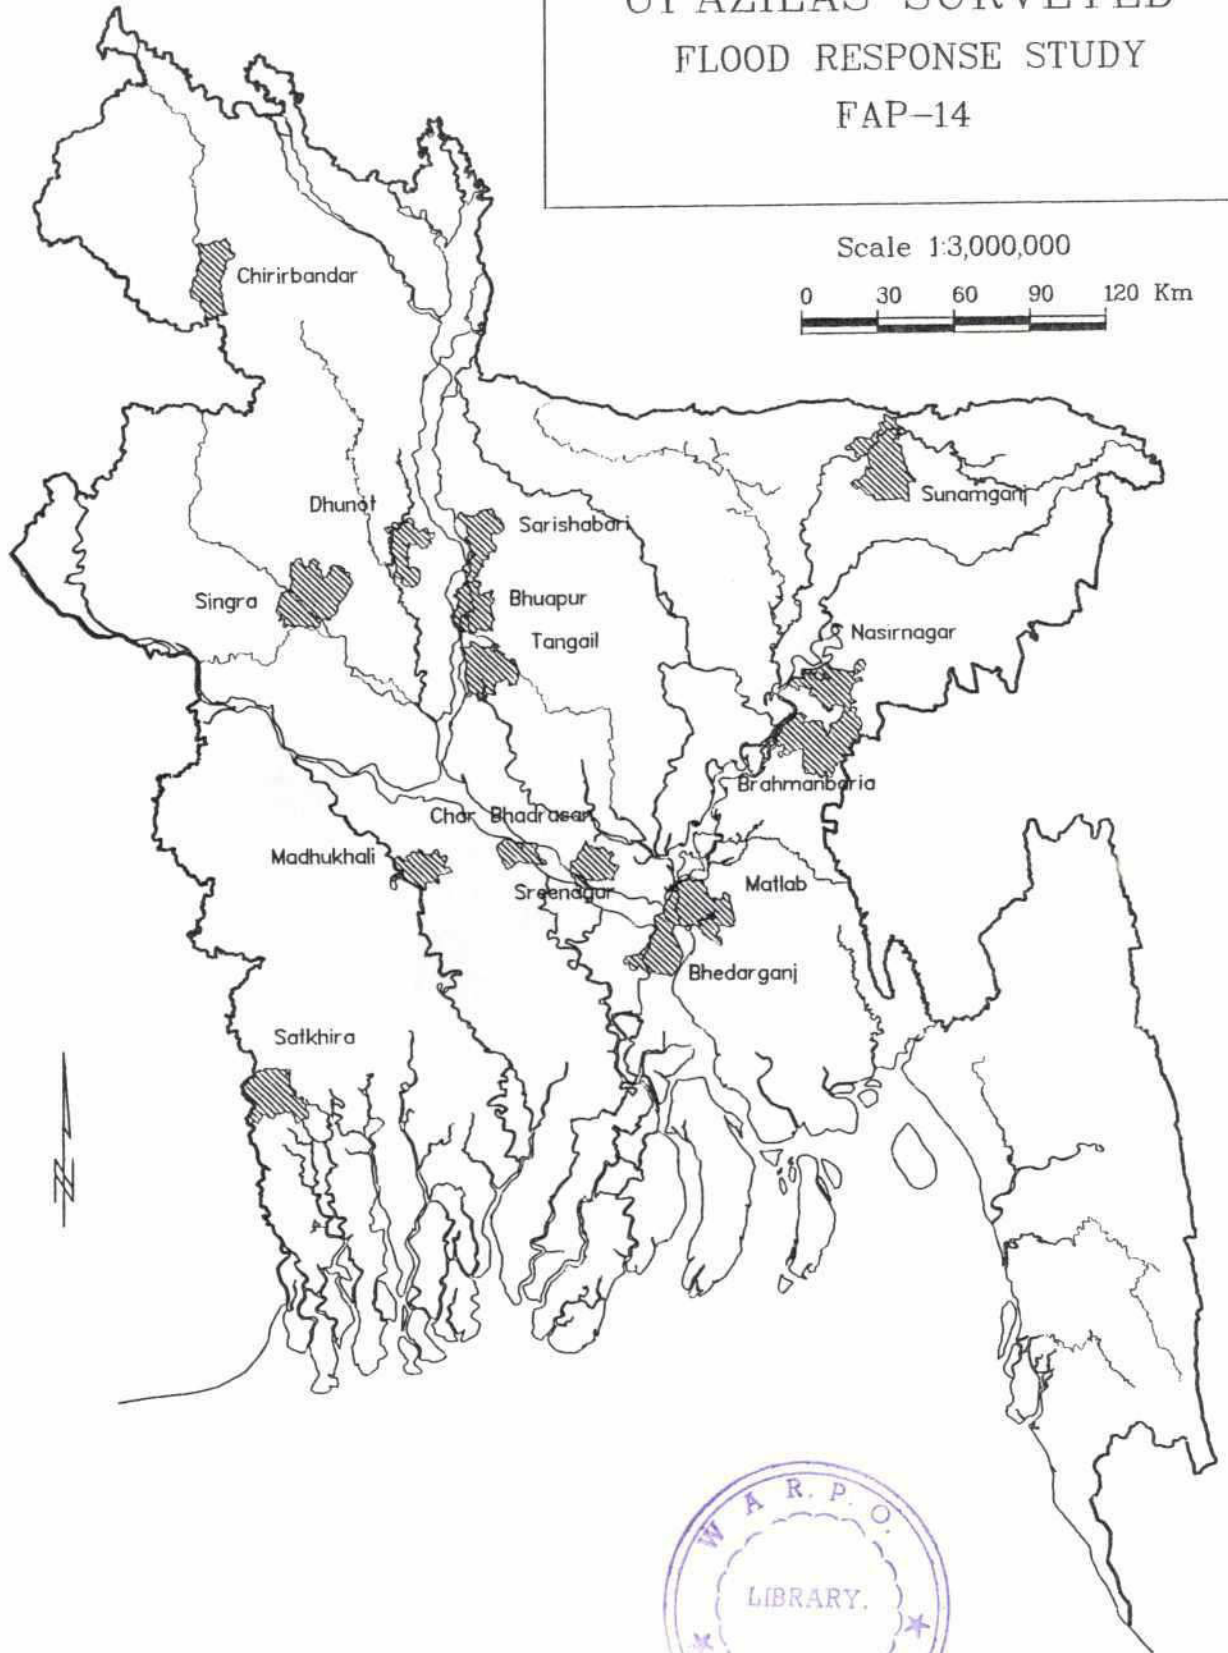 UPAZILAS SURVEYED
FLOOD RESPONSE STUDY
FAP-14
Scale 1:3,000,000
0 30 60 90 120 Km
Chirirbandar
Dhunot
Sarishabari
Sunamganj
Singra
Bhuapur
Tangail
Nasirnagar
Brahmanbaria
Char Bhadrasan
Madhukhali
Sreenagar
Matlab
Bhedarganj
Satkhira
N
W A R. P. O.
LIBRARY.